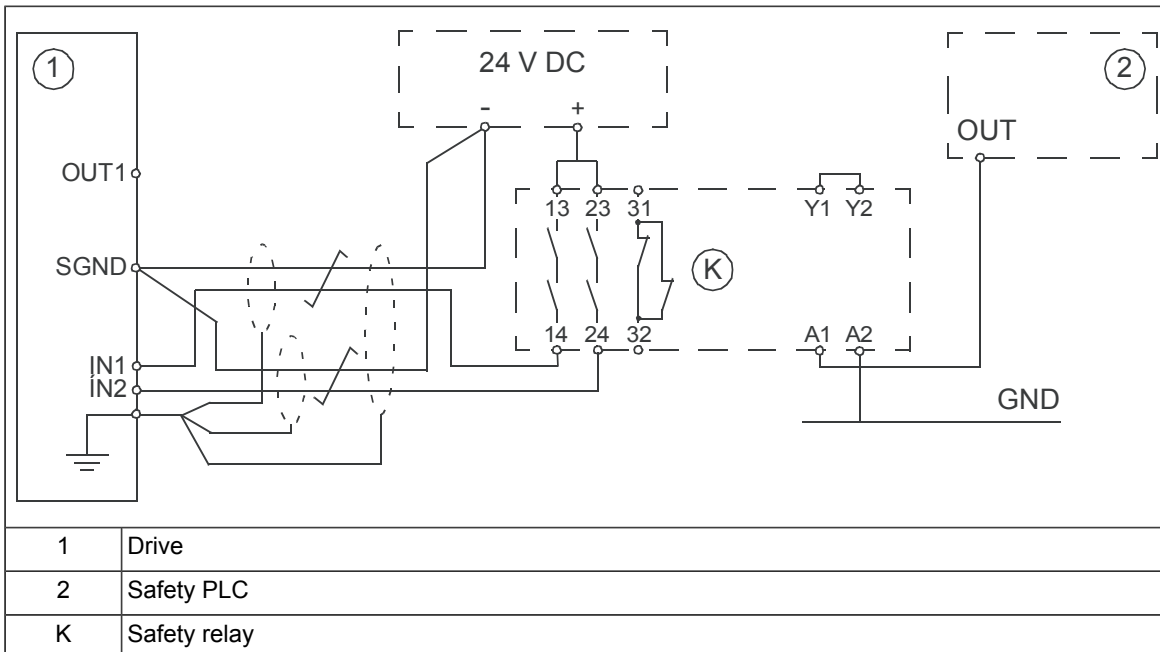 1
24 V DC
2
- +
OUT
OUT1
13 23 31
Y1 Y2
SGND
K
14 24 32
A1 A2
IN1
IN2
GND
1 Drive
2 Safety PLC
K Safety relay